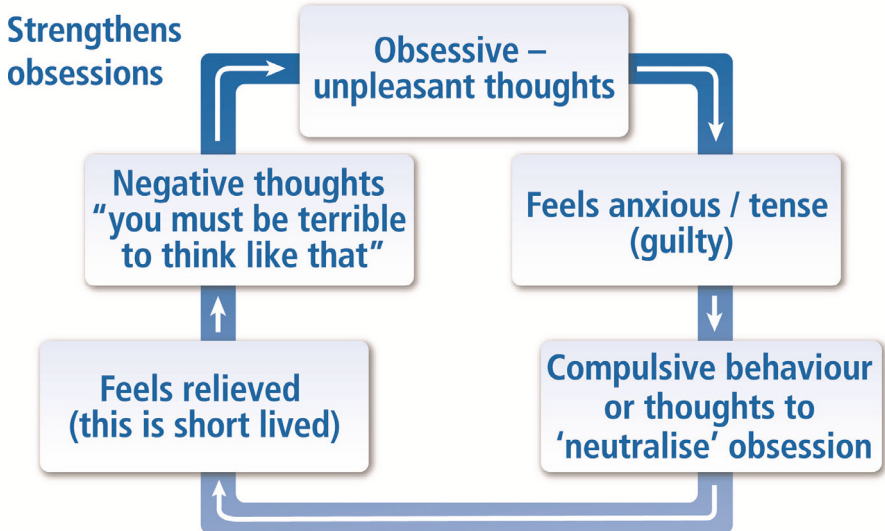 Strengthens
obsessions
Obsessive –
unpleasant thoughts
Feels anxious / tense
(guilty)
Compulsive behaviour
or thoughts to
‘neutralise’ obsession
Feels relieved
(this is short lived)
Negative thoughts
“you must be terrible
to think like that”